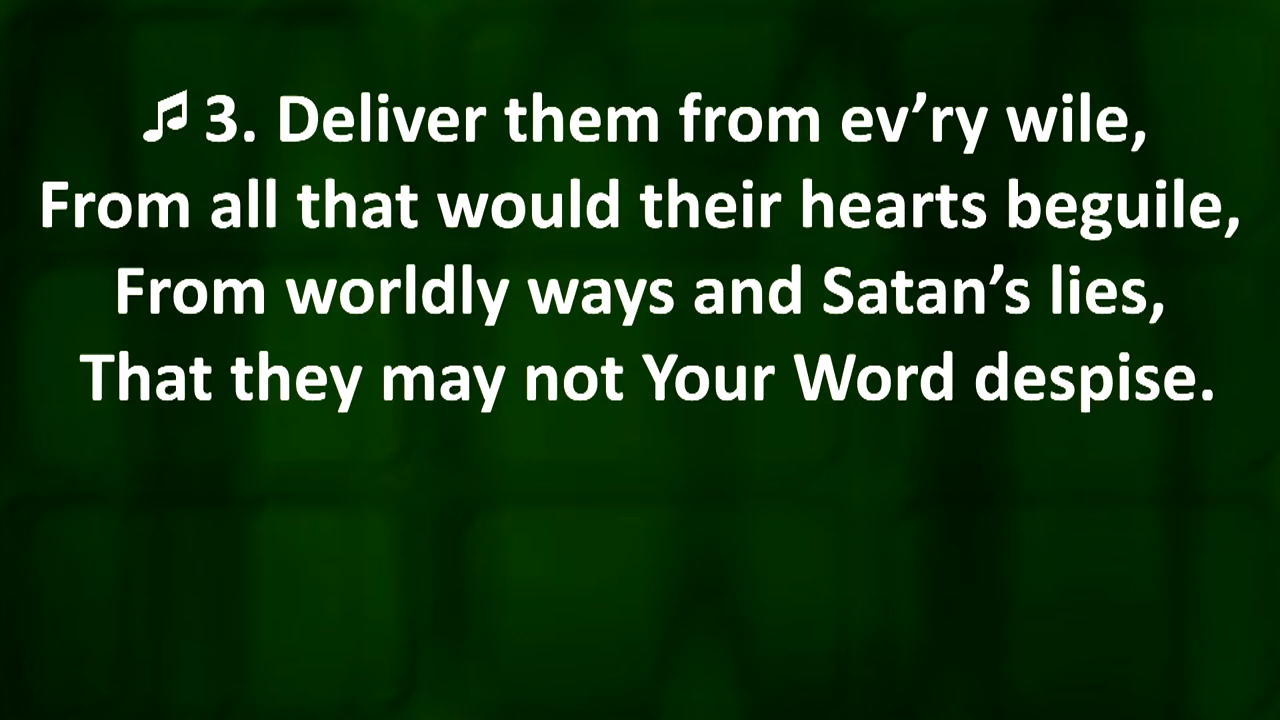 ♫ 3. Deliver them from ev’ry wile,
From all that would their hearts beguile,
From worldly ways and Satan’s lies,
That they may not Your Word despise.